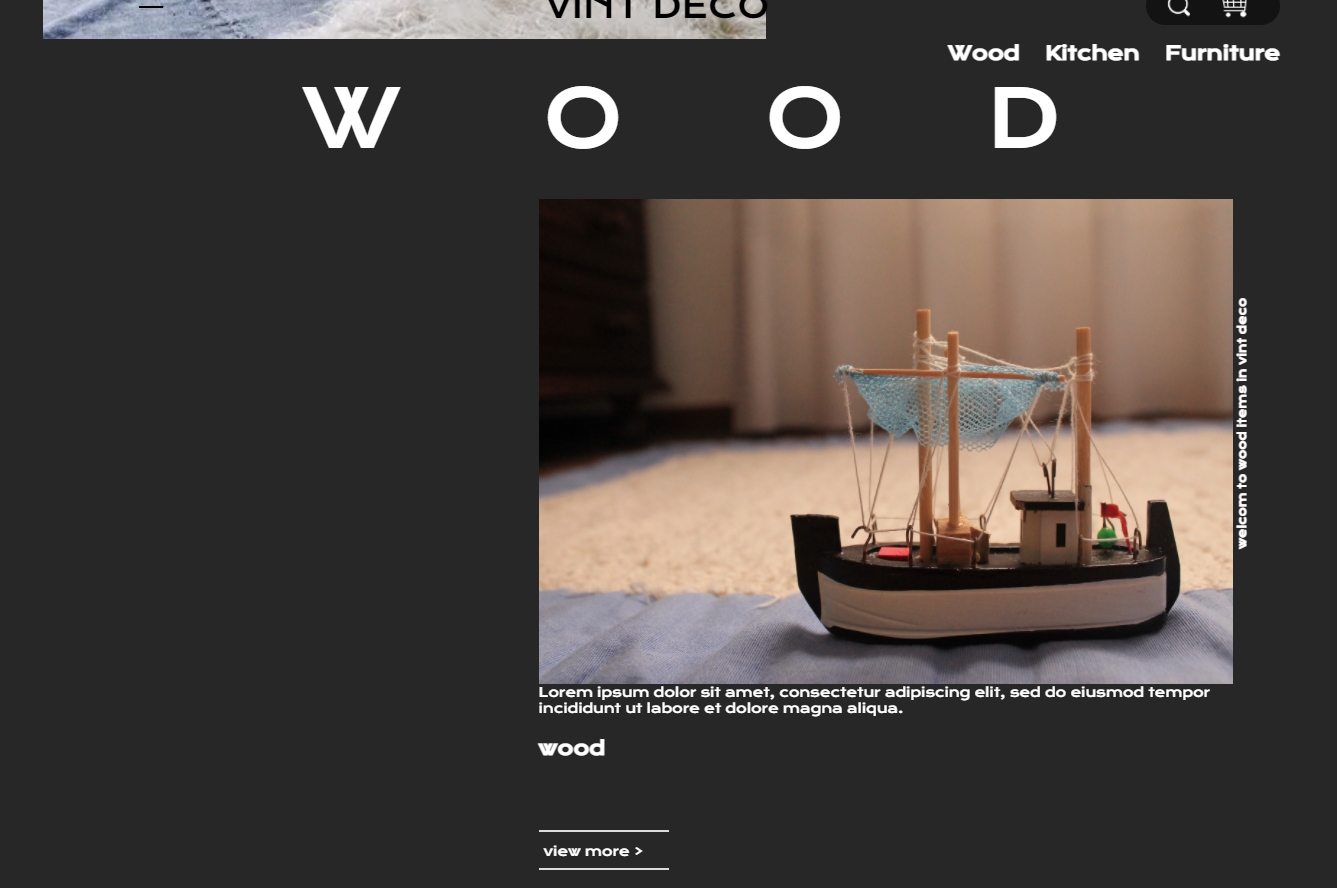 VINT DECO
Wood Kitchen Furniture
W O O D
welcom to wood items in vint deco
Lorem ipsum dolor sit amet, consectetur adipiscing elit, sed do eiusmod tempor
incididunt ut labore et dolore magna aliqua.
wood
view more >